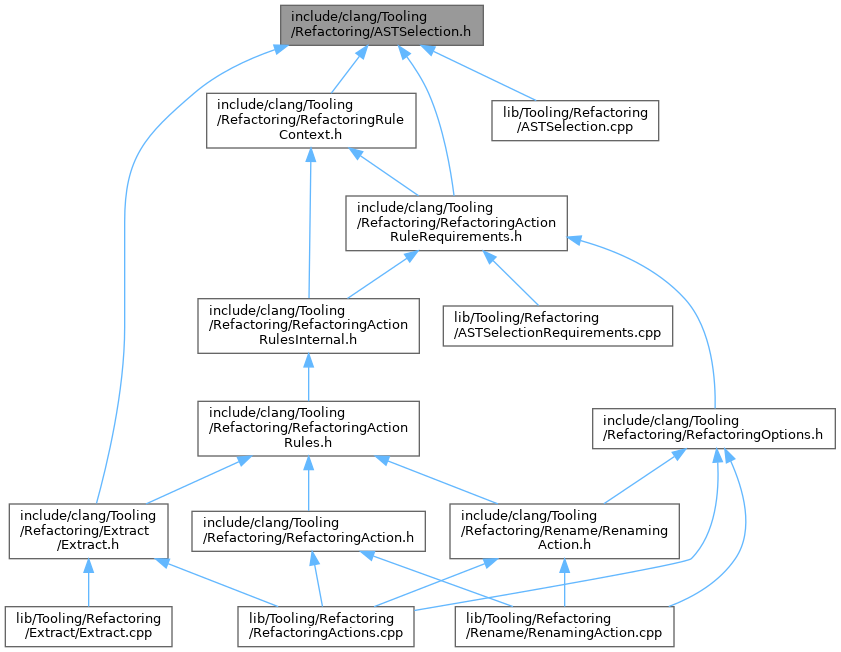 include/clang/Tooling
/Refactoring/ASTSelection.h
include/clang/Tooling
/Refactoring/RefactoringRule
Context.h
lib/Tooling/Refactoring
/ASTSelection.cpp
include/clang/Tooling
/Refactoring/RefactoringAction
RuleRequirements.h
include/clang/Tooling
/Refactoring/RefactoringAction
RulesInternal.h
lib/Tooling/Refactoring
/ASTSelectionRequirements.cpp
include/clang/Tooling
/Refactoring/RefactoringAction
Rules.h
include/clang/Tooling
/Refactoring/RefactoringOptions.h
include/clang/Tooling
/Refactoring/Extract
/Extract.h
include/clang/Tooling
/Refactoring/RefactoringAction.h
include/clang/Tooling
/Refactoring/Rename/Renaming
Action.h
lib/Tooling/Refactoring
/Extract/Extract.cpp
lib/Tooling/Refactoring
/RefactoringActions.cpp
lib/Tooling/Refactoring
/Rename/RenamingAction.cpp